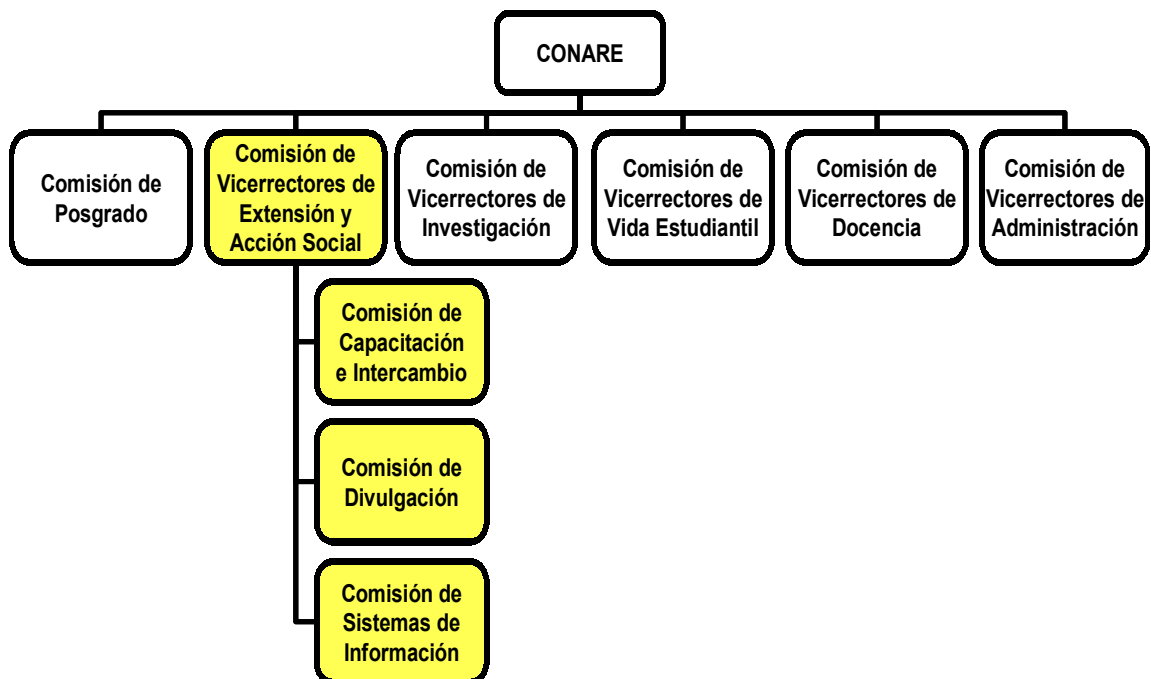 CONARE
Comisión de
Posgrado
Comisión de
Vicerrectores de
Extensión y
Acción Social
Comisión de
Vicerrectores de
Investigación
Comisión de
Vicerrectores de
Vida Estudiantil
Comisión de
Vicerrectores de
Docencia
Comisión de
Vicerrectores de
Administración
Comisión de
Capacitación
e Intercambio
Comisión de
Divulgación
Comisión de
Sistemas de
Información